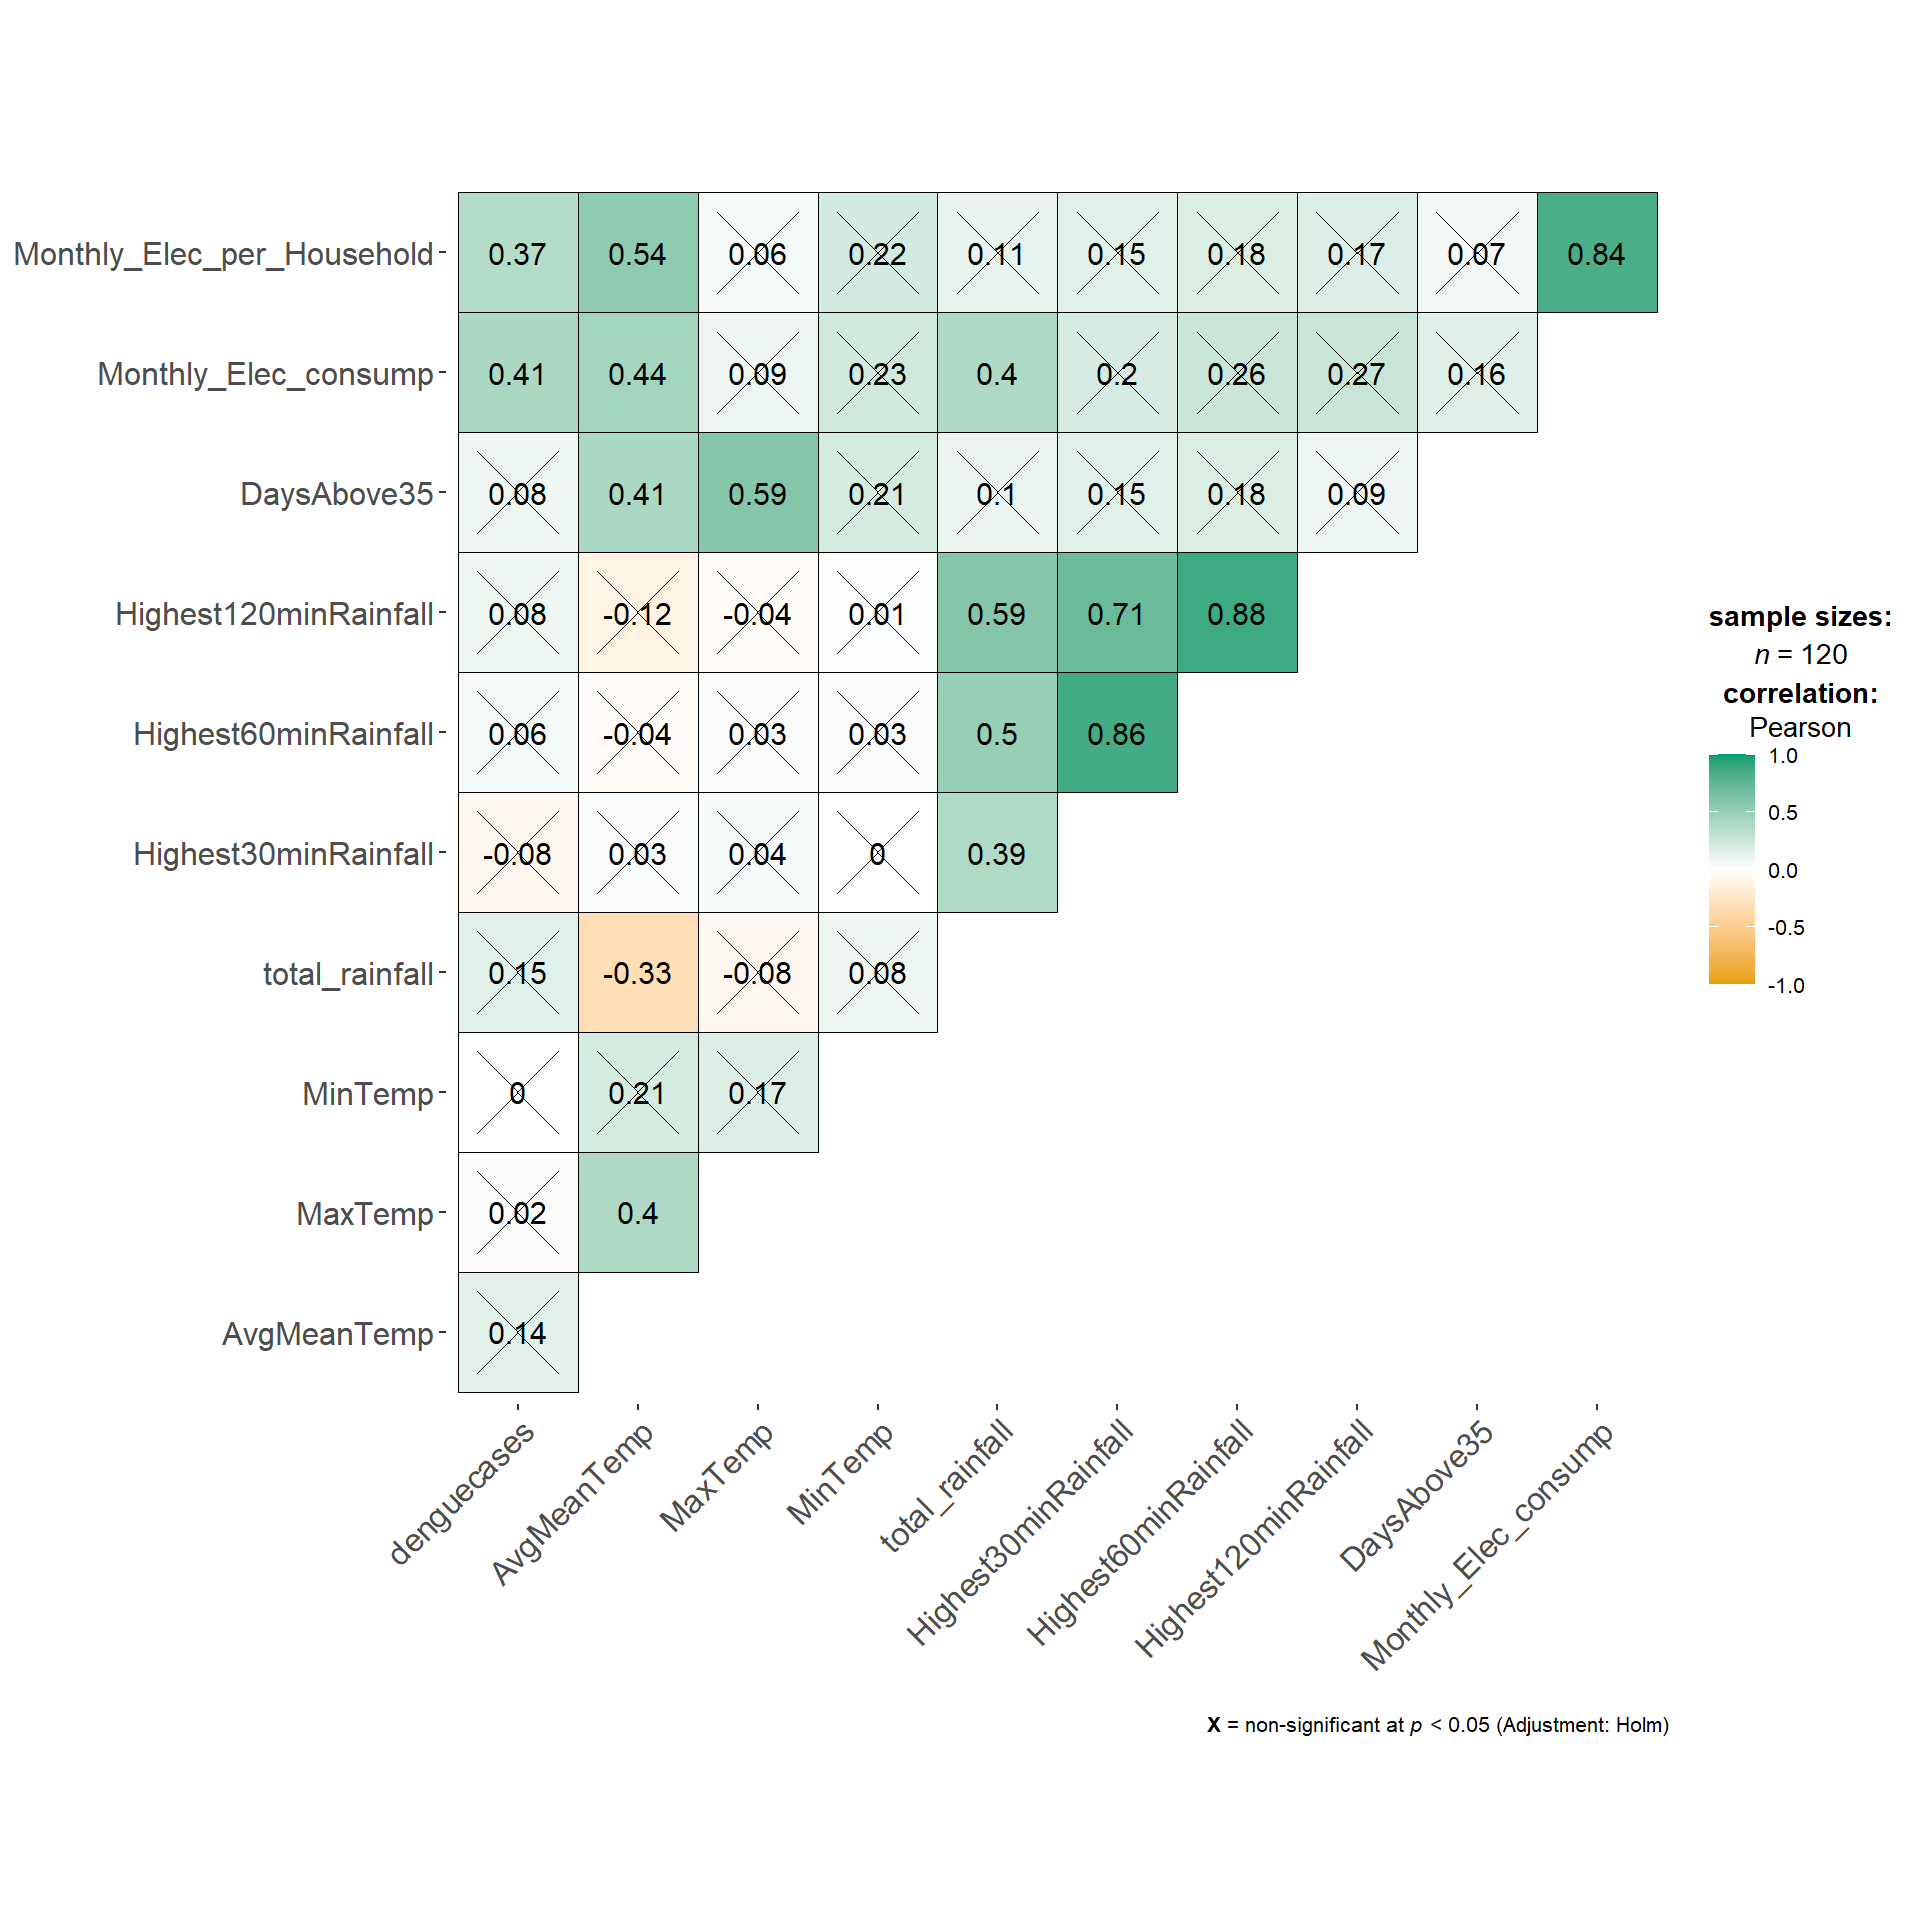 Monthly_Elec_per_Household 0.37 0.54 0.06 0.22 0.11 0.15 0.18 0.17 0.07 0.84
Monthly_Elec_consump 0.41 0.44 0.09 0.23 0.4 0.2 0.26 0.27 0.16
DaysAbove35 0.08 0.41 0.59 0.21 0.1 0.15 0.18 0.09
Highest120minRainfall 0.08 -0.12 -0.04 0.01 0.59 0.71 0.88
Highest60minRainfall 0.06 -0.04 0.03 0.03 0.5 0.86
Highest30minRainfall -0.08 0.03 0.04 0 0.39
total_rainfall 0.15 -0.33 -0.08 0.08
MinTemp 0 0.21 0.17
MaxTemp 0.02 0.4
AvgMeanTemp 0.14
denguecases
AvgMeanTemp
MaxTemp
MinTemp
total_rainfall
Highest30minRainfall
Highest60minRainfall
Highest120minRainfall
DaysAbove35
Monthly_Elec_consump
sample sizes:
n = 120
correlation:
Pearson
1.0
0.5
0.0
-0.5
-1.0
X = non-significant at p < 0.05 (Adjustment: Holm)